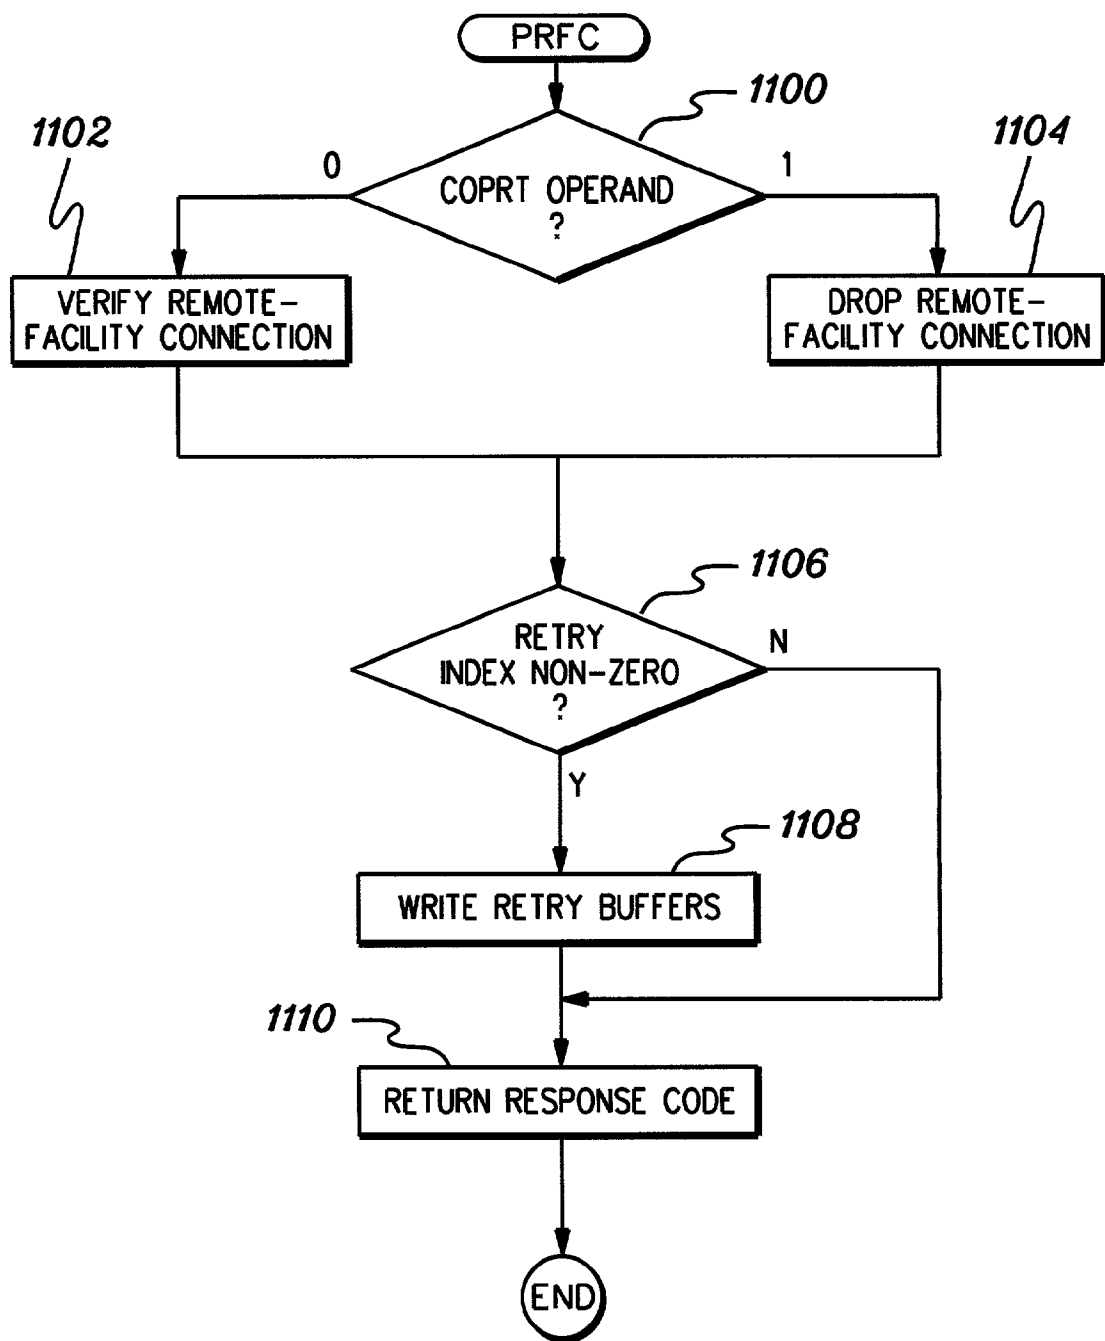 PRFC
1100
1102
1104
0
1
COPRT OPERAND
?
VERIFY REMOTE-
FACILITY CONNECTION
DROP REMOTE-
FACILITY CONNECTION
1106
RETRY
INDEX NON-ZERO
?
N
Y
1108
WRITE RETRY BUFFERS
1110
RETURN RESPONSE CODE
END